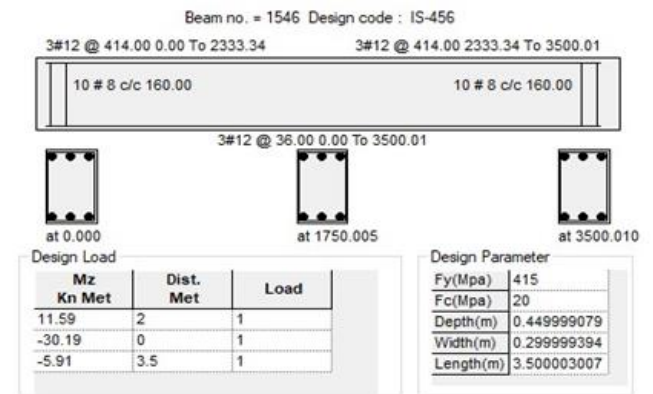 Beam no. = 1546 Design code : IS-456
3#12 @ 414.00 0.00 To 2333.34 3#12 @ 414.00 2333.34 To 3500.01
10 # 8 c/c 160.00 10 # 8 c/c 160.00
3#12 @ 36.00 0.00 To 3500.01
at 0.000 at 1750.005 at 3500.010
Design Load
Mz Kn Met Dist. Met Load
11.59 2 1
-30.19 0 1
-5.91 3.5 1
Design Parameter
Fy(Mpa) 415
Fc(Mpa) 20
Depth(m) 0.449999079
Width(m) 0.299999394
Length(m) 3.500003007